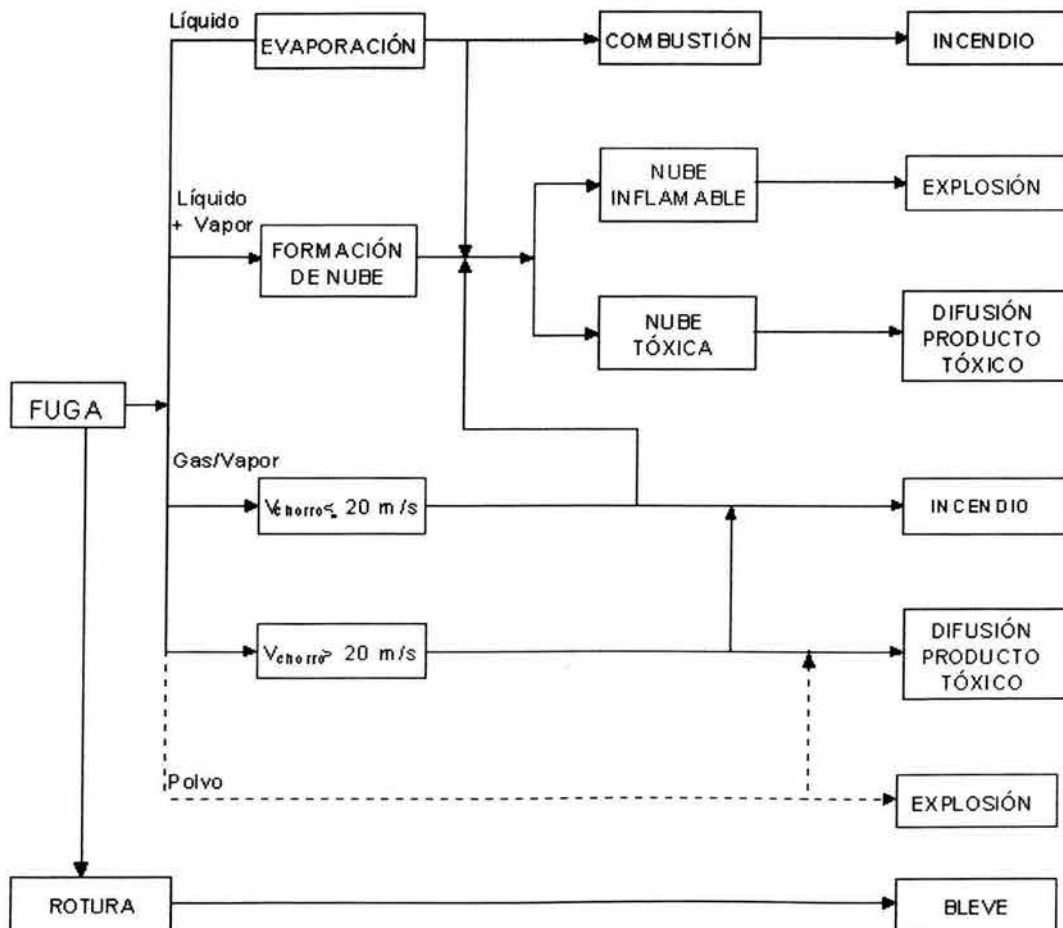 Líquido
EVAPORACIÓN
COMBUSTIÓN
INCENDIO
NUBE
INFLAMABLE
EXPLOSIÓN
Líquido
+ Vapor
FORMACIÓN
DE NUBE
NUBE
TÓXICA
DIFUSIÓN
PRODUCTO
TÓXICO
FUGA
Gas/Vapor
Vchorro≤ 20 m/s
INCENDIO
Vchorro> 20 m/s
DIFUSIÓN
PRODUCTO
TÓXICO
Polvo
EXPLOSIÓN
ROTURA
BLEVE